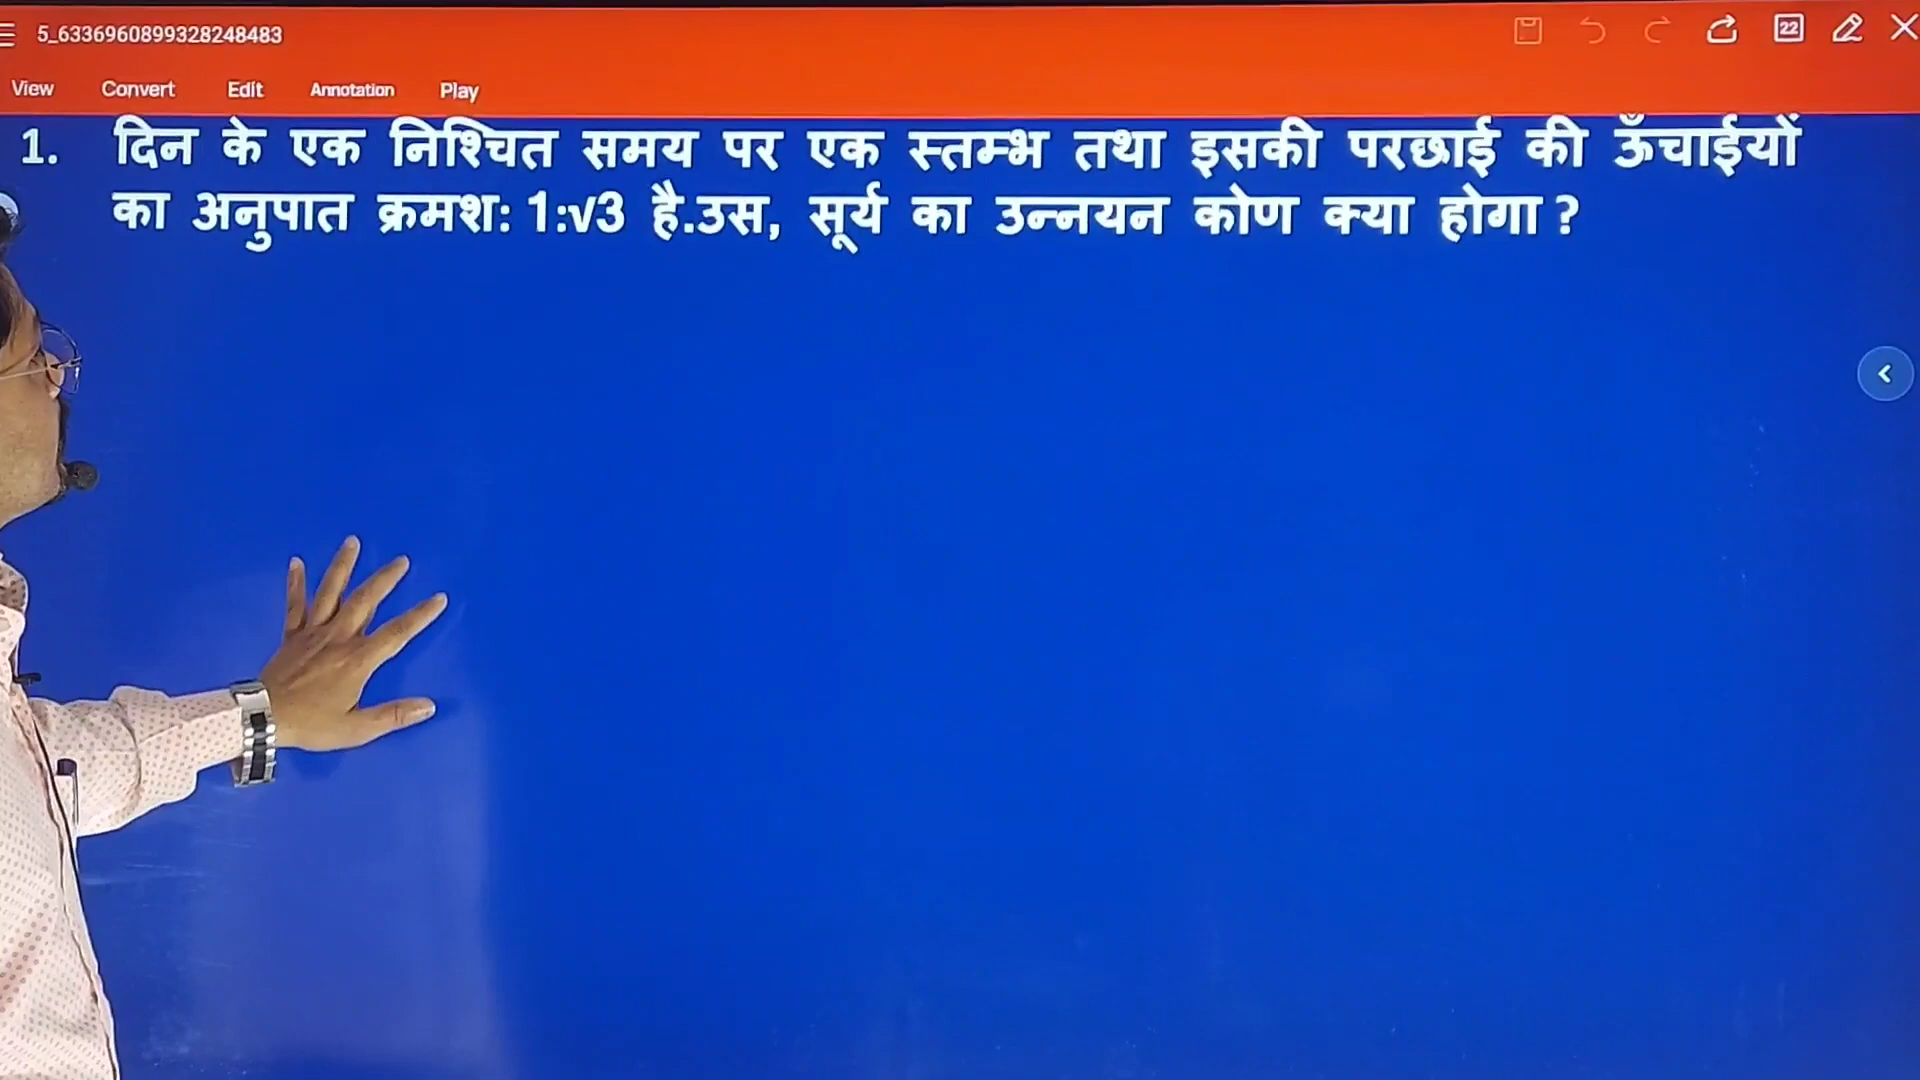 5_6336960899328248483
22
View Convert Edit Annotation Play
1. दिन के एक निश्चित समय पर एक स्तम्भ तथा इसकी परछाई की ऊँचाईयों
का अनुपात क्रमश: 1:√3 है.उस, सूर्य का उन्नयन कोण क्या होगा ?